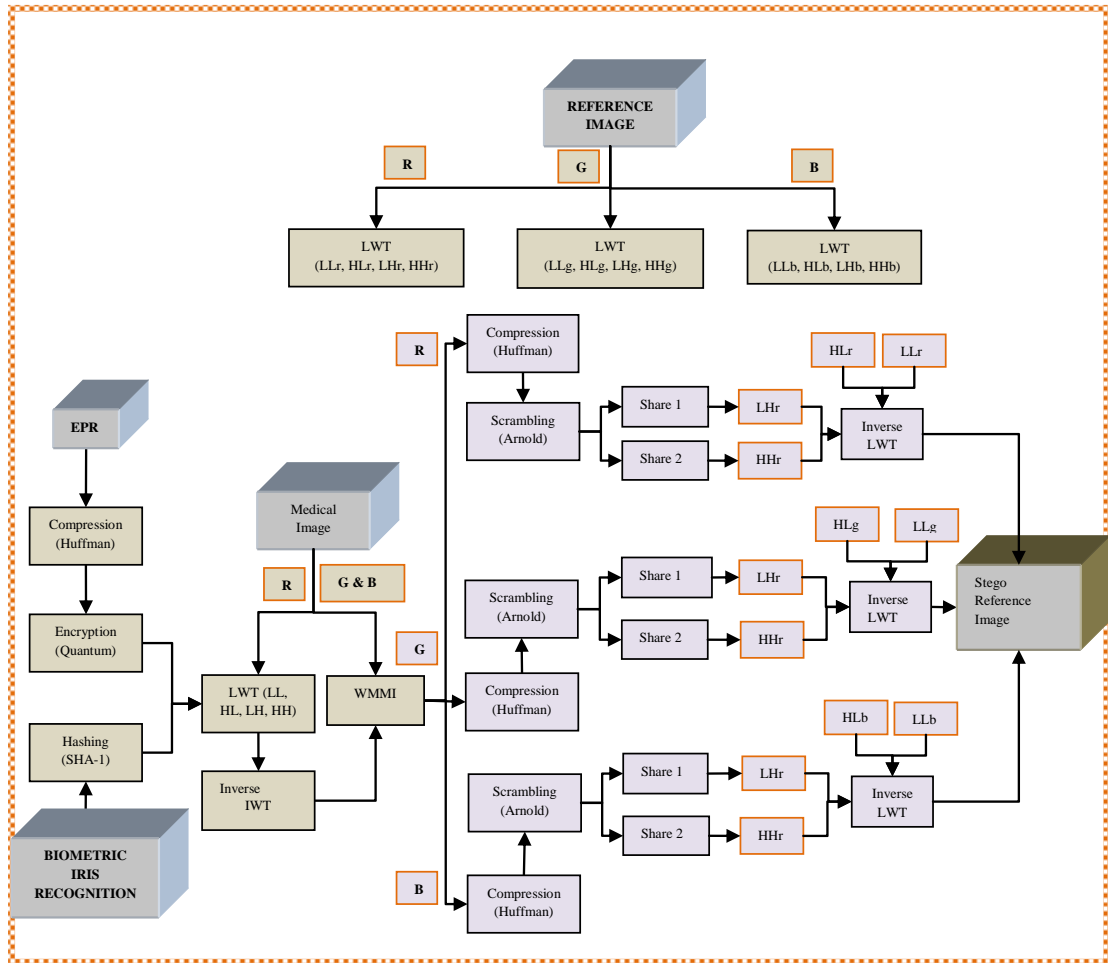 REFERENCE
IMAGE
R
G
B
LWT
(LLr, HLr, LHr, HHr)
LWT
(LLg, HLg, LHg, HHg)
LWT
(LLb, HLb, LHb, HHb)
R
Compression
(Huffman)
HLr
LLr
Scrambling
(Arnold)
Share 1
LHr
Share 2
HHr
Inverse
LWT
EPR
Compression
(Huffman)
Encryption
(Quantum)
Medical
Image
R
G & B
LWT (LL,
HL, LH, HH)
WMMI
Inverse
IWT
Hashing
(SHA-1)
BIOMETRIC
IRIS
RECOGNITION
G
Scrambling
(Arnold)
Compression
(Huffman)
Share 1
LHr
Share 2
HHr
HLg
LLg
Inverse
LWT
Stego
Reference
Image
B
Scrambling
(Arnold)
Compression
(Huffman)
Share 1
LHr
Share 2
HHr
HLb
LLb
Inverse
LWT